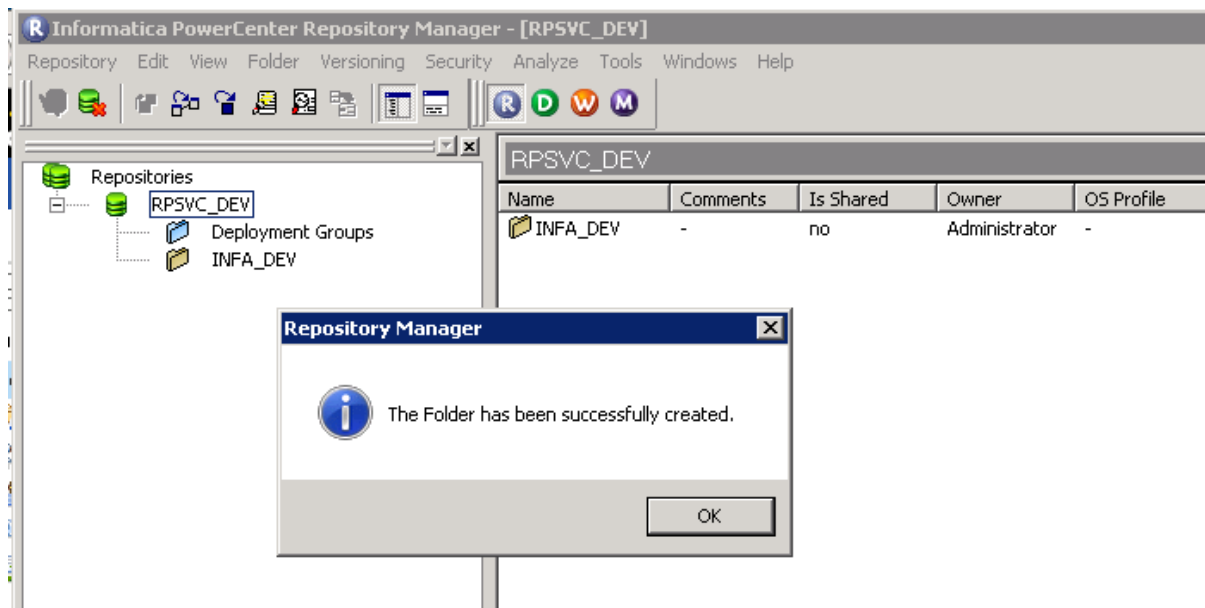 R Informatica PowerCenter Repository Manager - [RPSVC_DEV]
Repository Edit View Folder Versioning Security Analyze Tools Windows Help
R D W M
Repositories
RPSVC_DEV
Deployment Groups
INFA_DEV
RPSVC_DEV
Name Comments Is Shared Owner OS Profile
INFA_DEV - no Administrator -
Repository Manager
The Folder has been successfully created.
OK